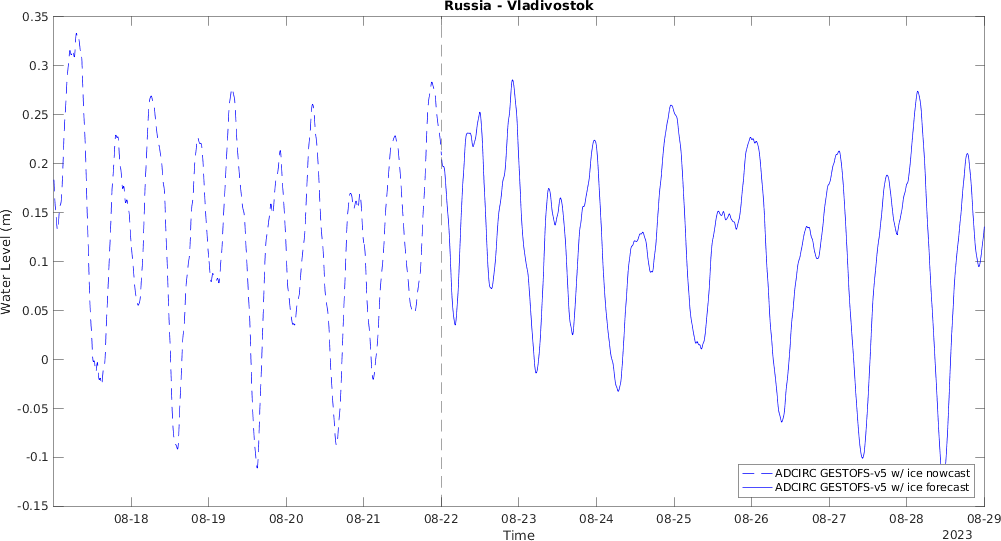 Russia - Vladivostok
0.35
0.3
0.25
0.2
0.15
0.1
0.05
0
-0.05
-0.1
-0.15
Water Level (m)
ADCIRC GESTOFS-v5 w/ ice nowcast
ADCIRC GESTOFS-v5 w/ ice forecast
08-18 08-19 08-20 08-21 08-22 08-23 08-24 08-25 08-26 08-27 08-28 08-29
Time
2023